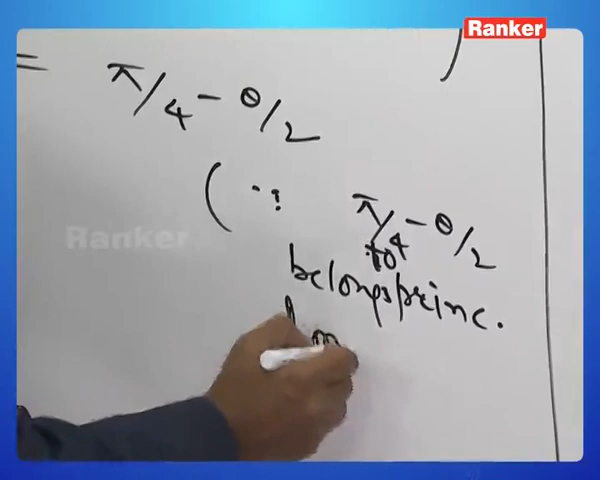 Ranker
= π/4 - θ/2
( ∵ π/4 - θ/2
to
belongs princ.
Ranker